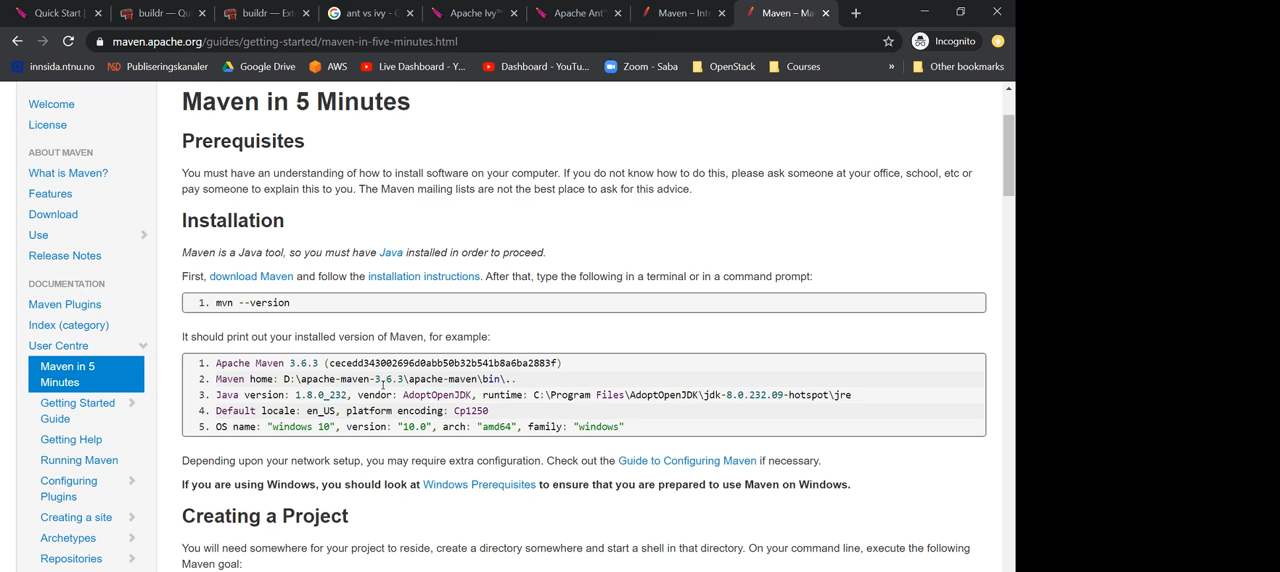 Quick Start |
buildr — Qu
buildr — Ext
ant vs ivy - G
Apache Ivy™
Apache Ant™
Maven – Intr
Maven – Ma
maven.apache.org/guides/getting-started/maven-in-five-minutes.html
Incognito
innsida.ntnu.no
NSD
Publiseringskanaler
Google Drive
AWS
Live Dashboard - Y...
Dashboard - YouTu...
Zoom - Saba
OpenStack
Courses
»
Other bookmarks
Welcome
License
ABOUT MAVEN
What is Maven?
Features
Download
Use
Release Notes
DOCUMENTATION
Maven Plugins
Index (category)
User Centre
Maven in 5
Minutes
Getting Started
Guide
Getting Help
Running Maven
Configuring
Plugins
Creating a site
Archetypes
Repositories
Maven in 5 Minutes
Prerequisites
You must have an understanding of how to install software on your computer. If you do not know how to do this, please ask someone at your office, school, etc or
pay someone to explain this to you. The Maven mailing lists are not the best place to ask for this advice.
Installation
Maven is a Java tool, so you must have Java installed in order to proceed.
First, download Maven and follow the installation instructions. After that, type the following in a terminal or in a command prompt:
1. mvn --version
It should print out your installed version of Maven, for example:
1. Apache Maven 3.6.3 (cecedd343002696d0abb50b32b541b8a6ba2883f)
2. Maven home: D:\apache-maven-3.6.3\apache-maven\bin\..
3. Java version: 1.8.0_232, vendor: AdoptOpenJDK, runtime: C:\Program Files\AdoptOpenJDK\jdk-8.0.232.09-hotspot\jre
4. Default locale: en_US, platform encoding: Cp1250
5. OS name: "windows 10", version: "10.0", arch: "amd64", family: "windows"
Depending upon your network setup, you may require extra configuration. Check out the Guide to Configuring Maven if necessary.
If you are using Windows, you should look at Windows Prerequisites to ensure that you are prepared to use Maven on Windows.
Creating a Project
You will need somewhere for your project to reside, create a directory somewhere and start a shell in that directory. On your command line, execute the following
Maven goal: